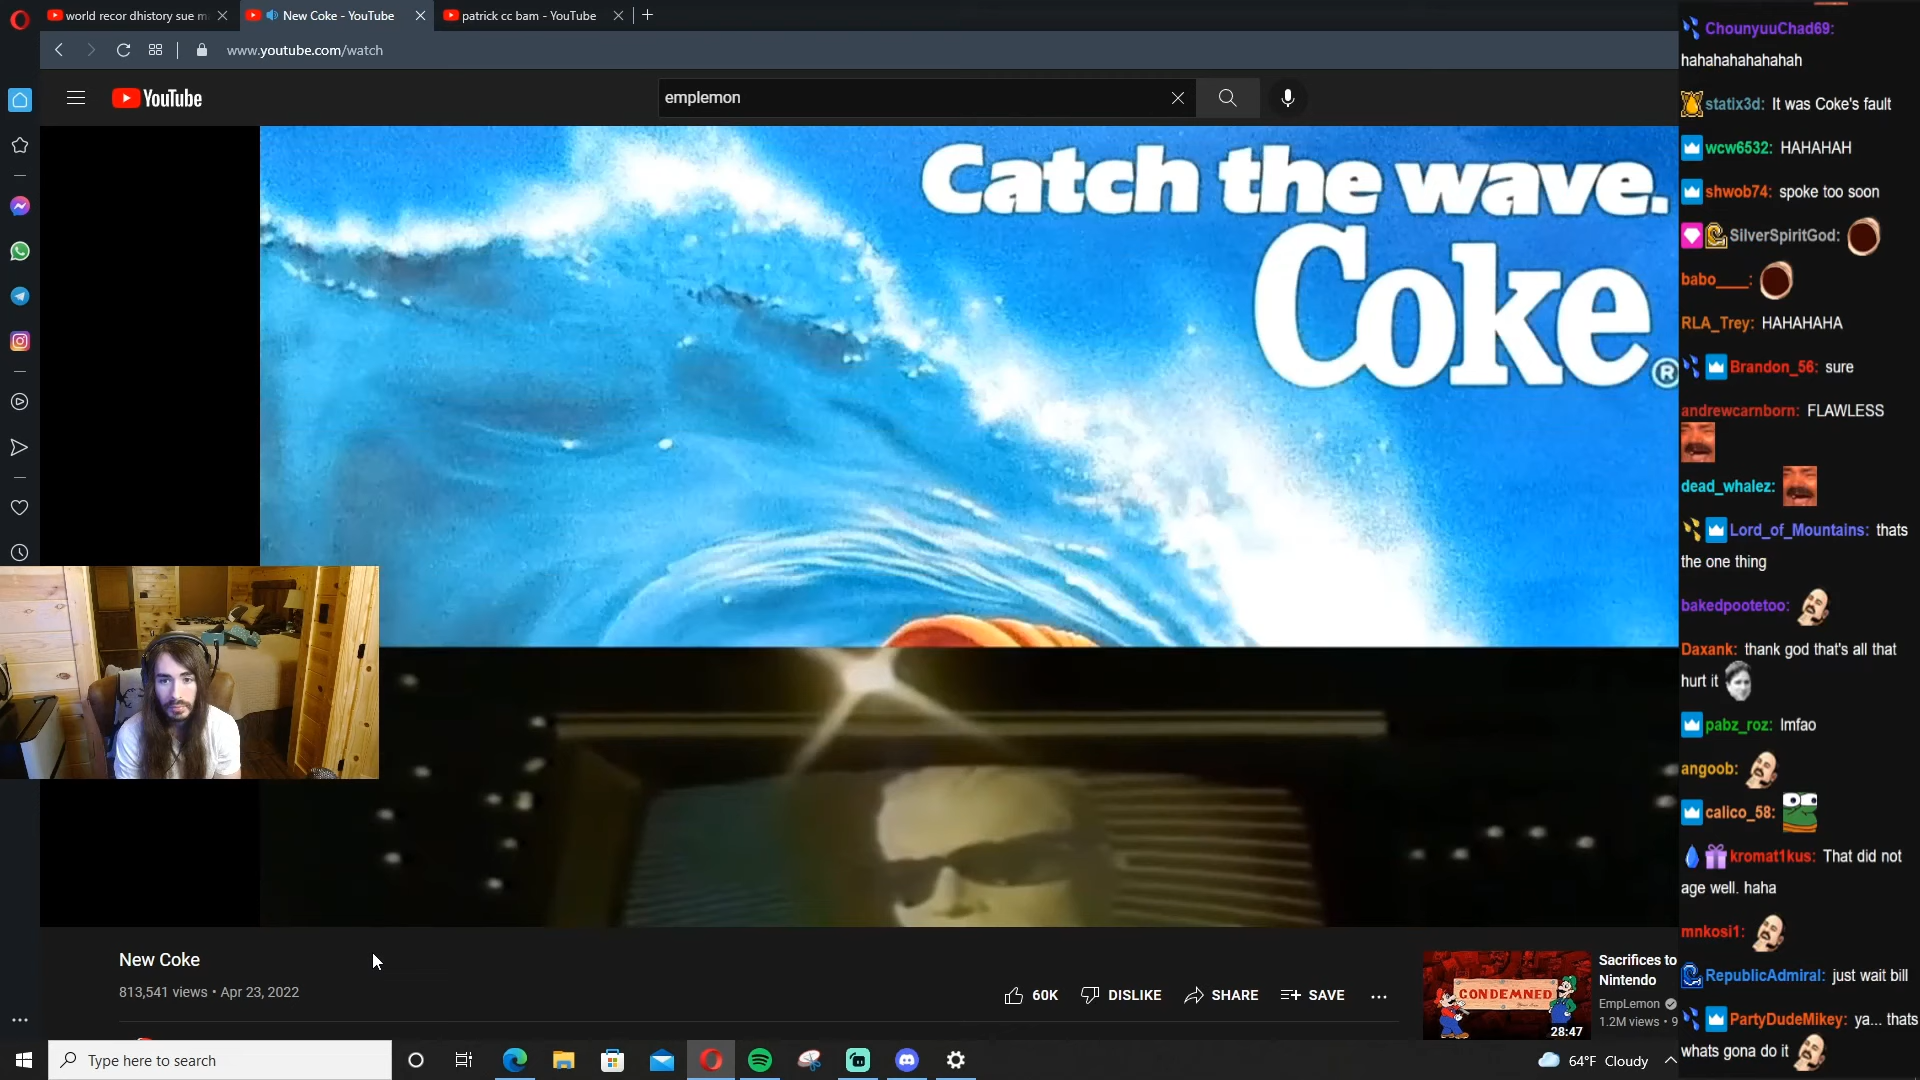 world recor dhistory sue m
New Coke - YouTube
patrick cc bam - YouTube
www.youtube.com/watch
YouTube
emplemon
Catch the wave.
Coke®
New Coke
813,541 views • Apr 23, 2022
60K
DISLIKE
SHARE
SAVE
CONDEMNED
28:47
Sacrifices to
Nintendo
EmpLemon
1.2M views • 9
Type here to search
64°F Cloudy
ChounyuuChad69:
hahahahahahahah
statix3d: It was Coke's fault
wcw6532: HAHAHAH
shwob74: spoke too soon
SilverSpiritGod:
babo____:
RLA_Trey: HAHAHAHA
Brandon_56: sure
andrewcarnborn: FLAWLESS
dead_whalez:
Lord_of_Mountains: thats
the one thing
bakedpootetoo:
Daxank: thank god that's all that
hurt it
pabz_roz: lmfao
angoob:
calico_58:
kromat1kus: That did not
age well. haha
mnkosi1:
RepublicAdmiral: just wait bill
PartyDudeMikey: ya... thats
whats gona do it